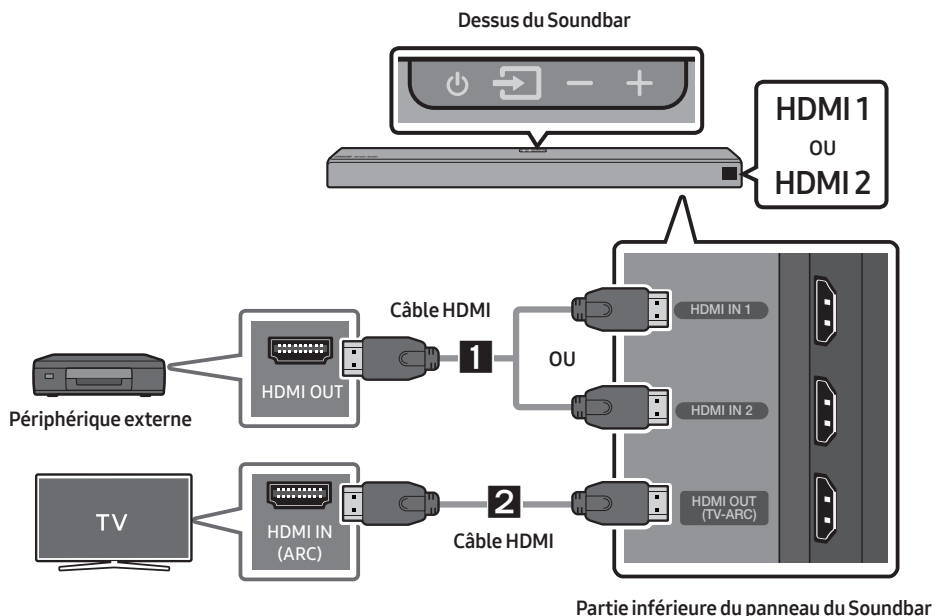 Dessus du Soundbar
HDMI 1
OU
HDMI 2
Câble HDMI
HDMI IN 1
1
OU
HDMI OUT
Périphérique externe
HDMI IN 2
TV
HDMI IN
(ARC)
2
Câble HDMI
HDMI OUT
(TV-ARC)
Partie inférieure du panneau du Soundbar